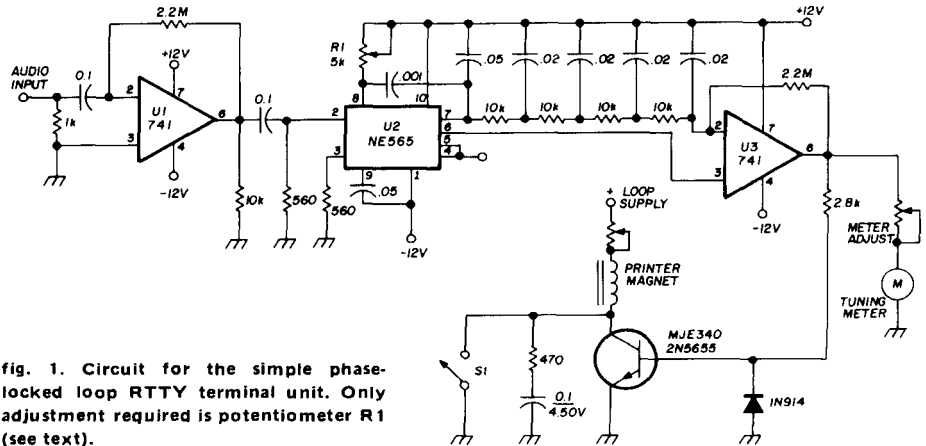 2.2M
+12V
AUDIO
INPUT
0.1
2
7
U1
741
6
3
4
1k
-12V
10k
0.1
560
560
R1
5k
.001
8
10
2
U2
NE565
7
6
5
4
3
9
1
.05
-12V
.05
.02
.02
.02
.02
10k
10k
10k
10k
+12V
2.2M
2
7
U3
741
6
3
4
-12V
2.8k
METER
ADJUST
M
TUNING
METER
+ LOOP
SUPPLY
PRINTER
MAGNET
MJE340
2N5655
S1
470
0.1
450V
1N914
fig. 1. Circuit for the simple phase-
locked loop RTTY terminal unit. Only
adjustment required is potentiometer R1
(see text).